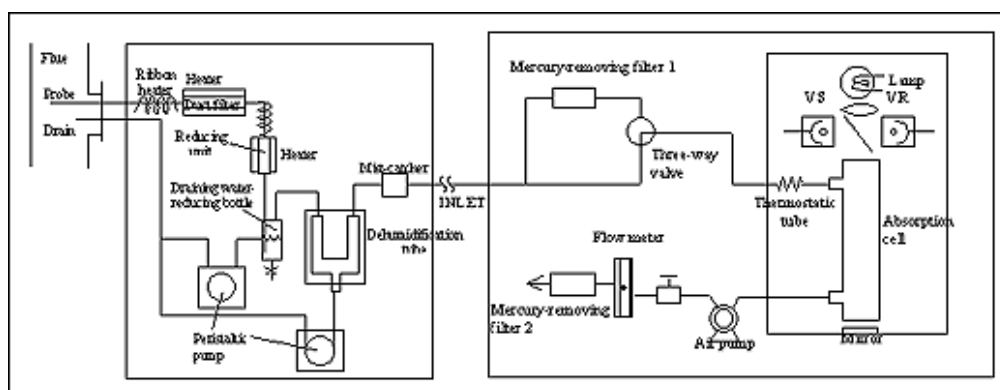 Flue
Probe
Drain
Ribbon
heater
Heater
Dust filter
Reducing
unit
Heater
Draining water-
reducing bottle
Mist-catcher
Dehumidification
tube
Peristaltic
pump
INLET
Mercury-removing filter 1
Three-way
valve
Flow meter
Mercury-removing
filter 2
Air pump
Thermostatic
tube
Lamp
VS
VR
Absorption
cell
Mirror